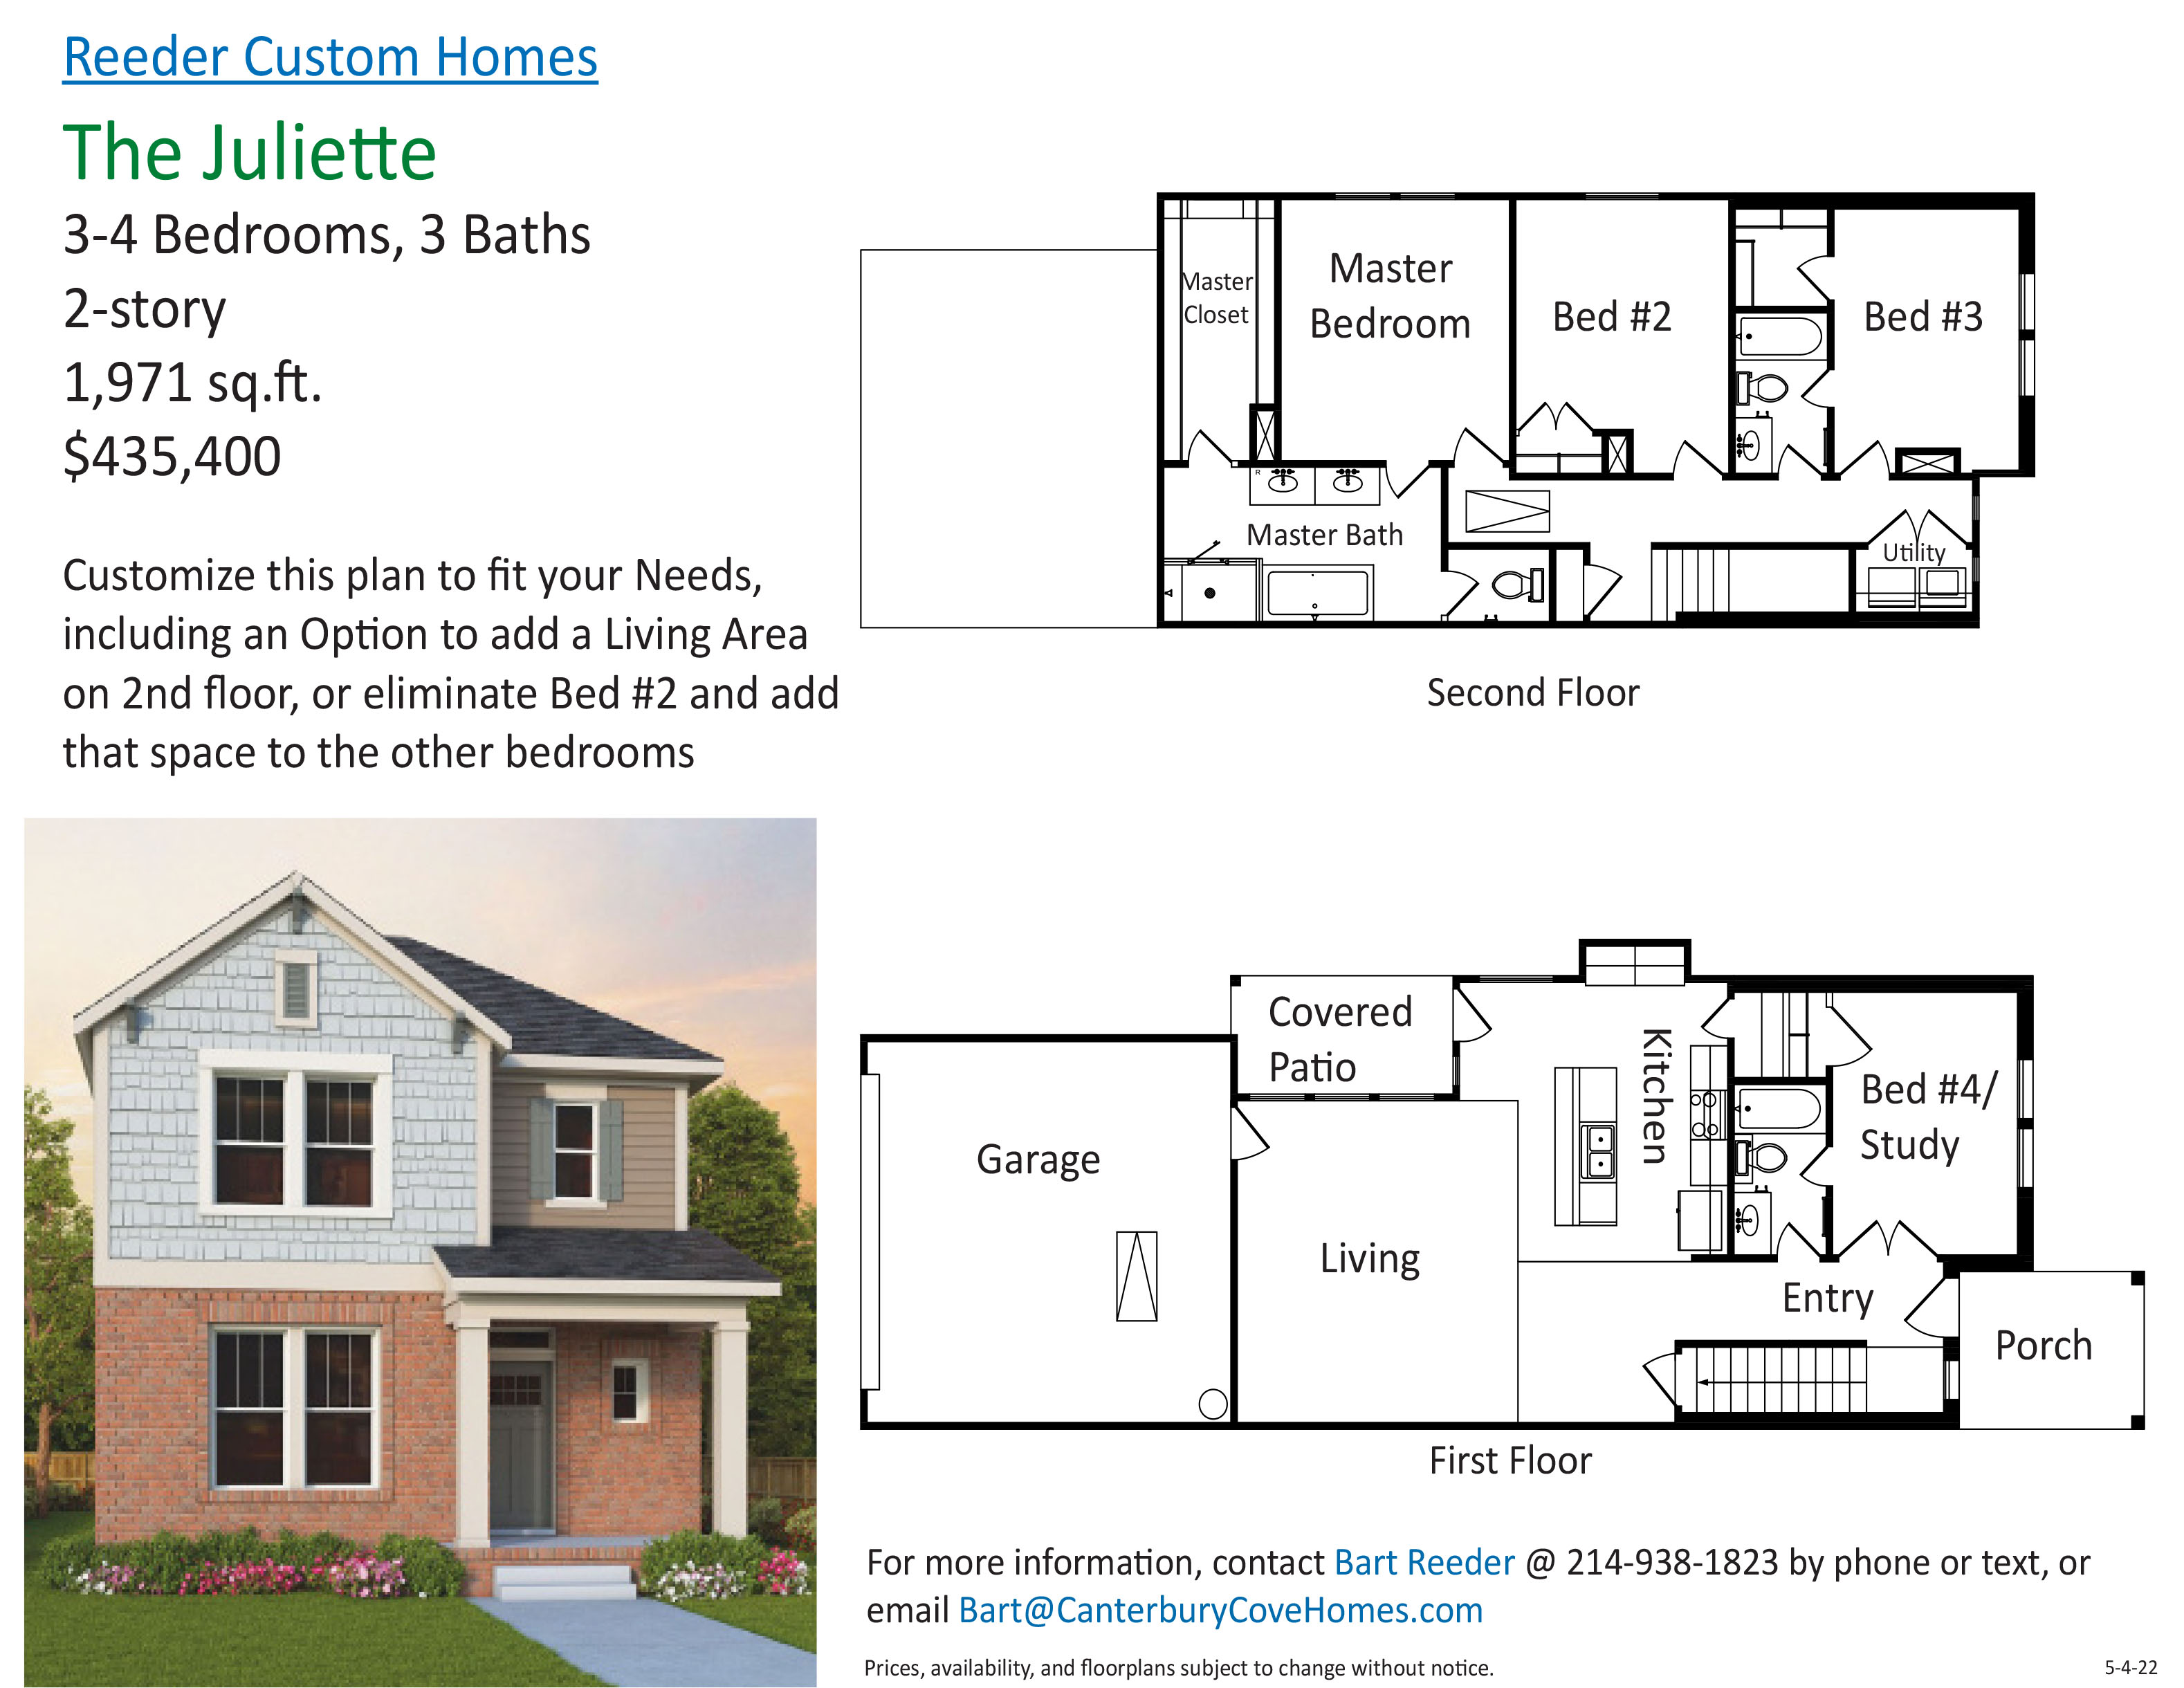 Reeder Custom Homes
The Juliette
3-4 Bedrooms, 3 Baths
2-story
1,971 sq.ft.
$435,400
Customize this plan to fit your Needs,
including an Option to add a Living Area
on 2nd floor, or eliminate Bed #2 and add
that space to the other bedrooms
Master
Closet
Master
Bedroom
Bed #2
Bed #3
R
Master Bath
Utility
Second Floor
Covered
Patio
Kitchen
Bed #4/
Study
Garage
Living
Entry
Porch
First Floor
For more information, contact Bart Reeder @ 214-938-1823 by phone or text, or
email Bart@CanterburyCoveHomes.com
Prices, availability, and floorplans subject to change without notice.
5-4-22